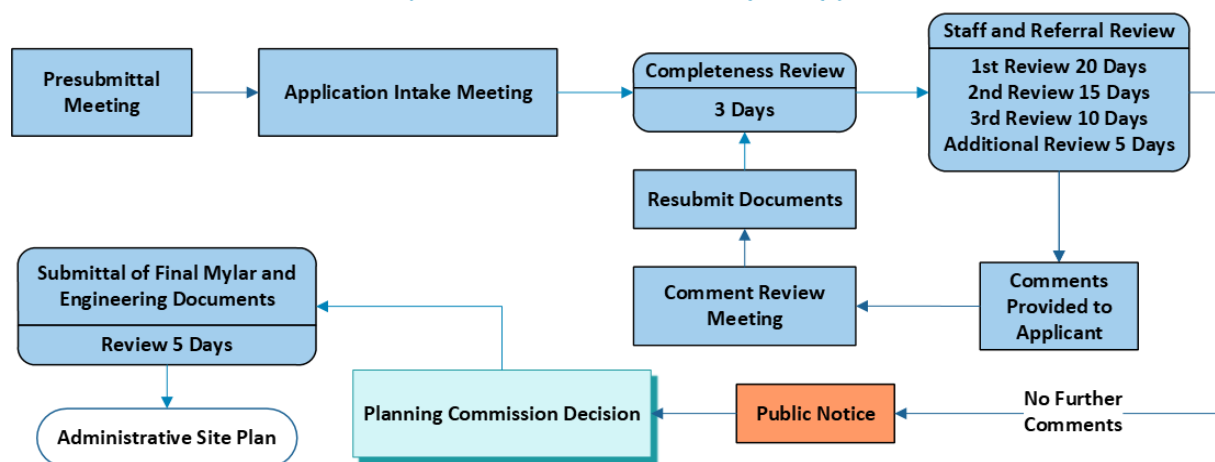 Presubmittal
Meeting
Application Intake Meeting
Completeness Review
3 Days
Staff and Referral Review
1st Review 20 Days
2nd Review 15 Days
3rd Review 10 Days
Additional Review 5 Days
Resubmit Documents
Comment Review
Meeting
Comments
Provided to
Applicant
Submittal of Final Mylar and
Engineering Documents
Review 5 Days
Planning Commission Decision
Public Notice
No Further
Comments
Administrative Site Plan